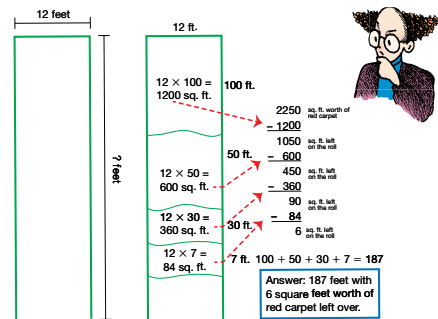 12 feet
? feet
12 ft.
12 × 100 =
1200 sq. ft.
100 ft.
12 × 50 =
600 sq. ft.
50 ft.
12 × 30 =
360 sq. ft.
30 ft.
12 × 7 =
84 sq. ft.
7 ft.
2250 sq. ft. worth of
red carpet
– 1200
1050 sq. ft. left
on the roll
– 600
450 sq. ft. left
on the roll
– 360
90 sq. ft. left
on the roll
– 84
6 sq. ft. left
on the roll
100 + 50 + 30 + 7 = 187
Answer: 187 feet with
6 square feet worth of
red carpet left over.